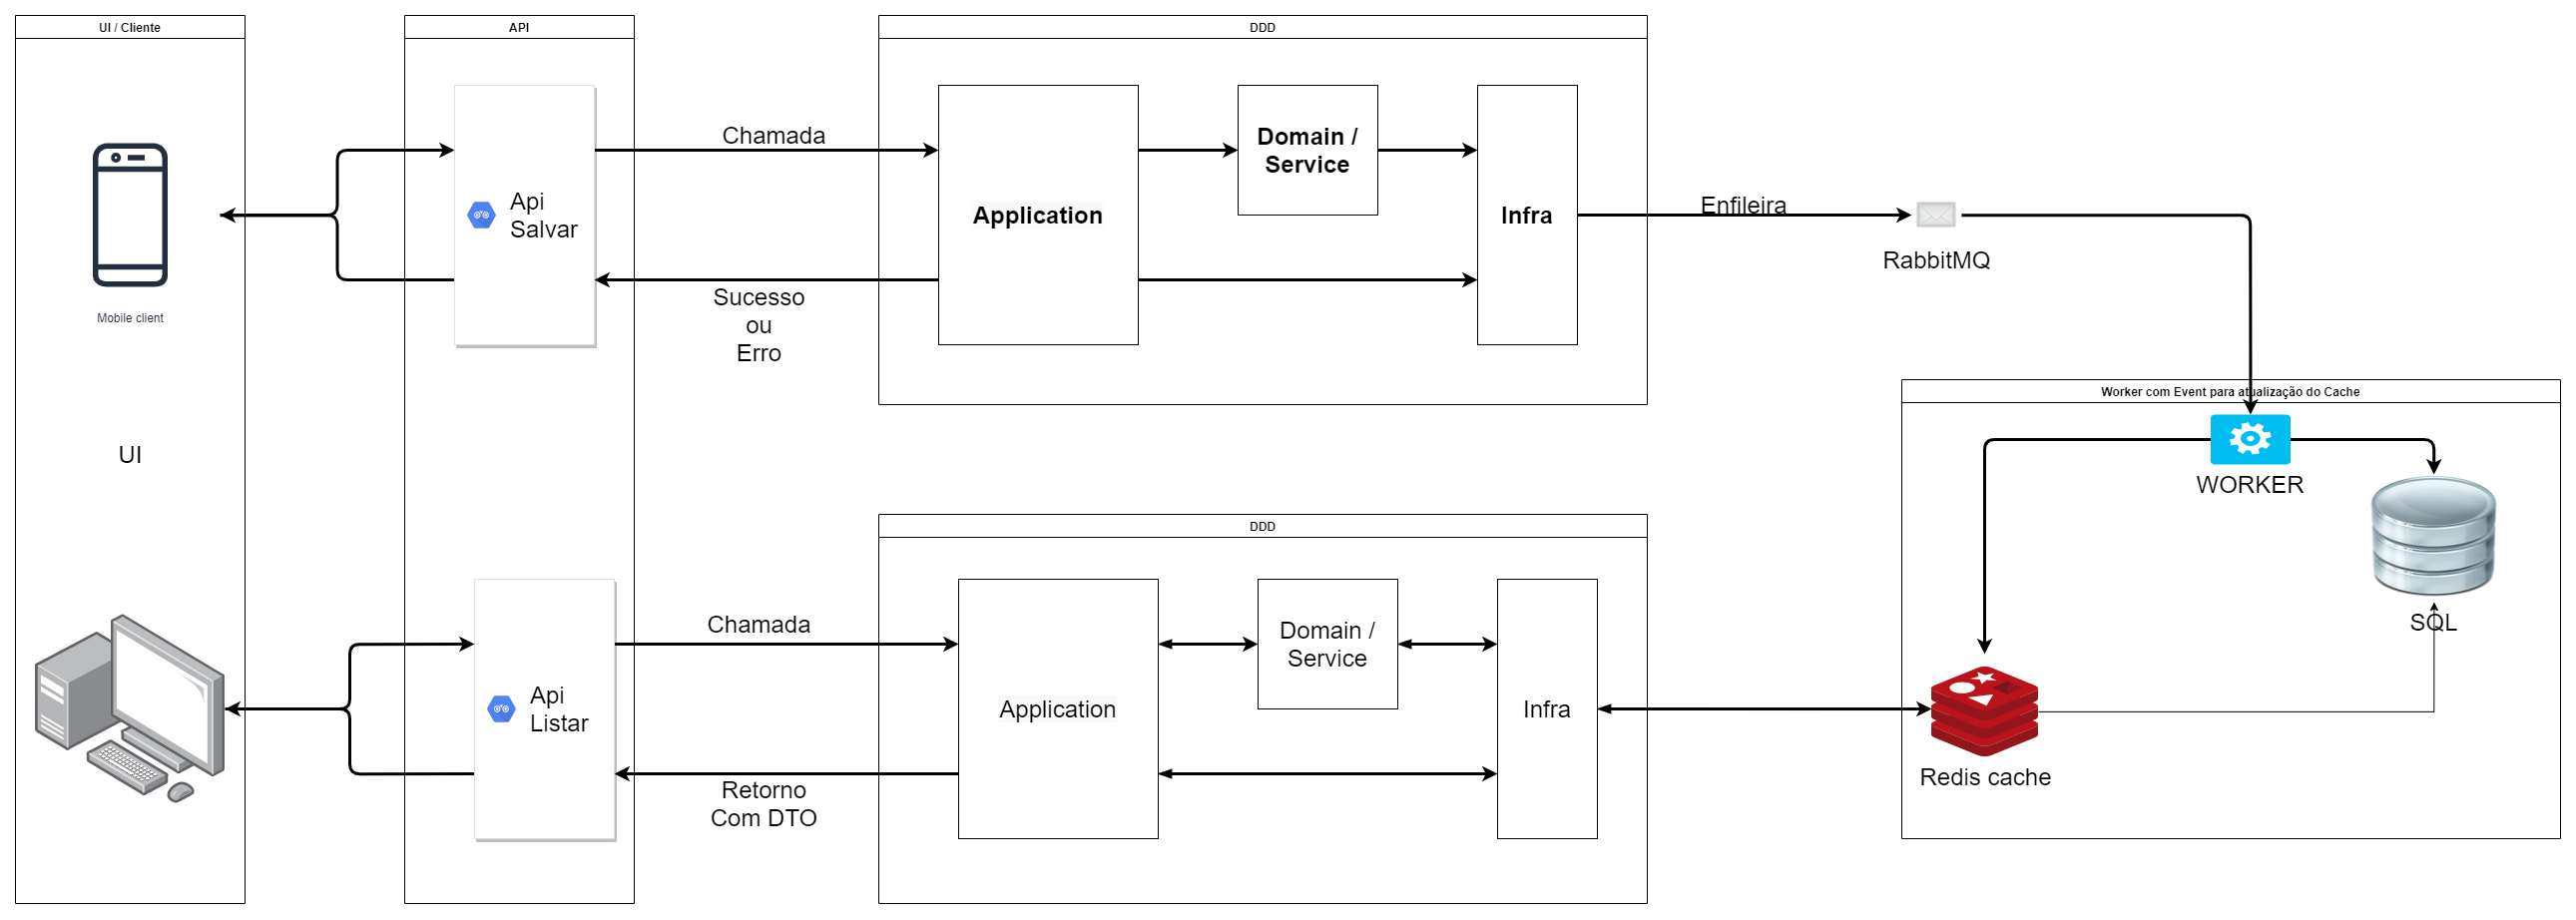 UI / Cliente
API
DDD
Chamada
Domain /
Service
Api
Salvar
Application
Infra
Enfileira
RabbitMQ
Mobile client
Sucesso
ou
Erro
Worker com Event para atualização do Cache
UI
WORKER
DDD
SQL
Chamada
Domain /
Service
Api
Listar
Application
Infra
Retorno
Com DTO
Redis cache